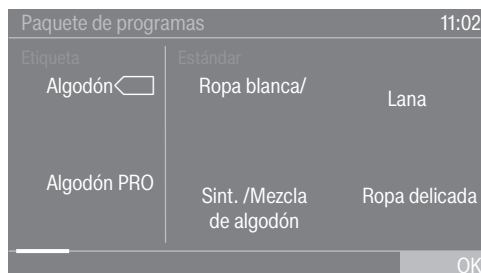 Paquete de programas 11:02
Etiqueta Estándar
Algodón Ropa blanca/ Lana
Algodón PRO Sint. /Mezcla de algodón Ropa delicada
OK